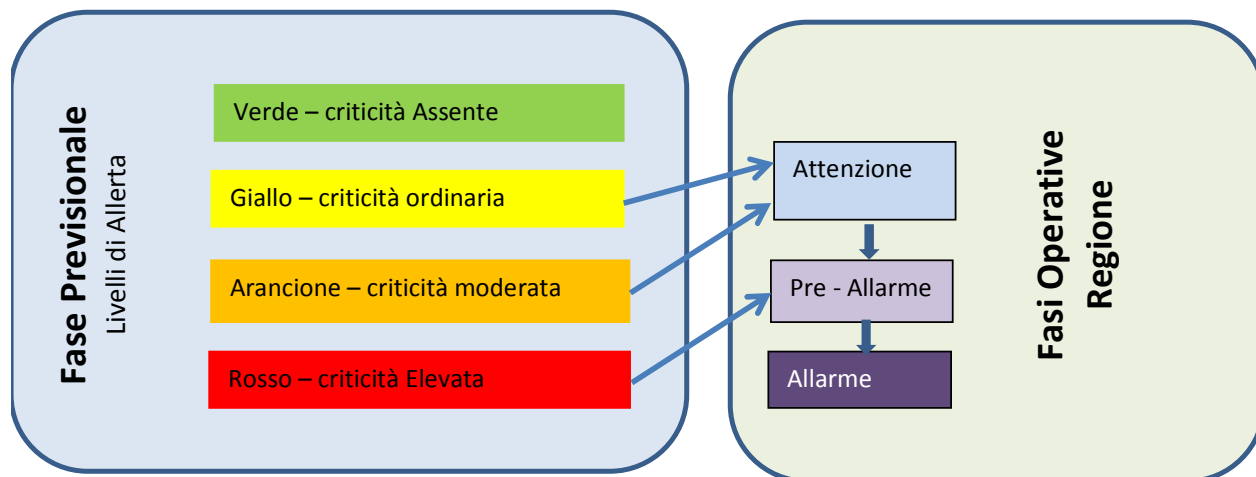 Fase Previsionale
Livelli di Allerta
Verde – criticità Assente
Giallo – criticità ordinaria
Arancione – criticità moderata
Rosso – criticità Elevata
Attenzione
Pre - Allarme
Allarme
Fasi Operative
Regione